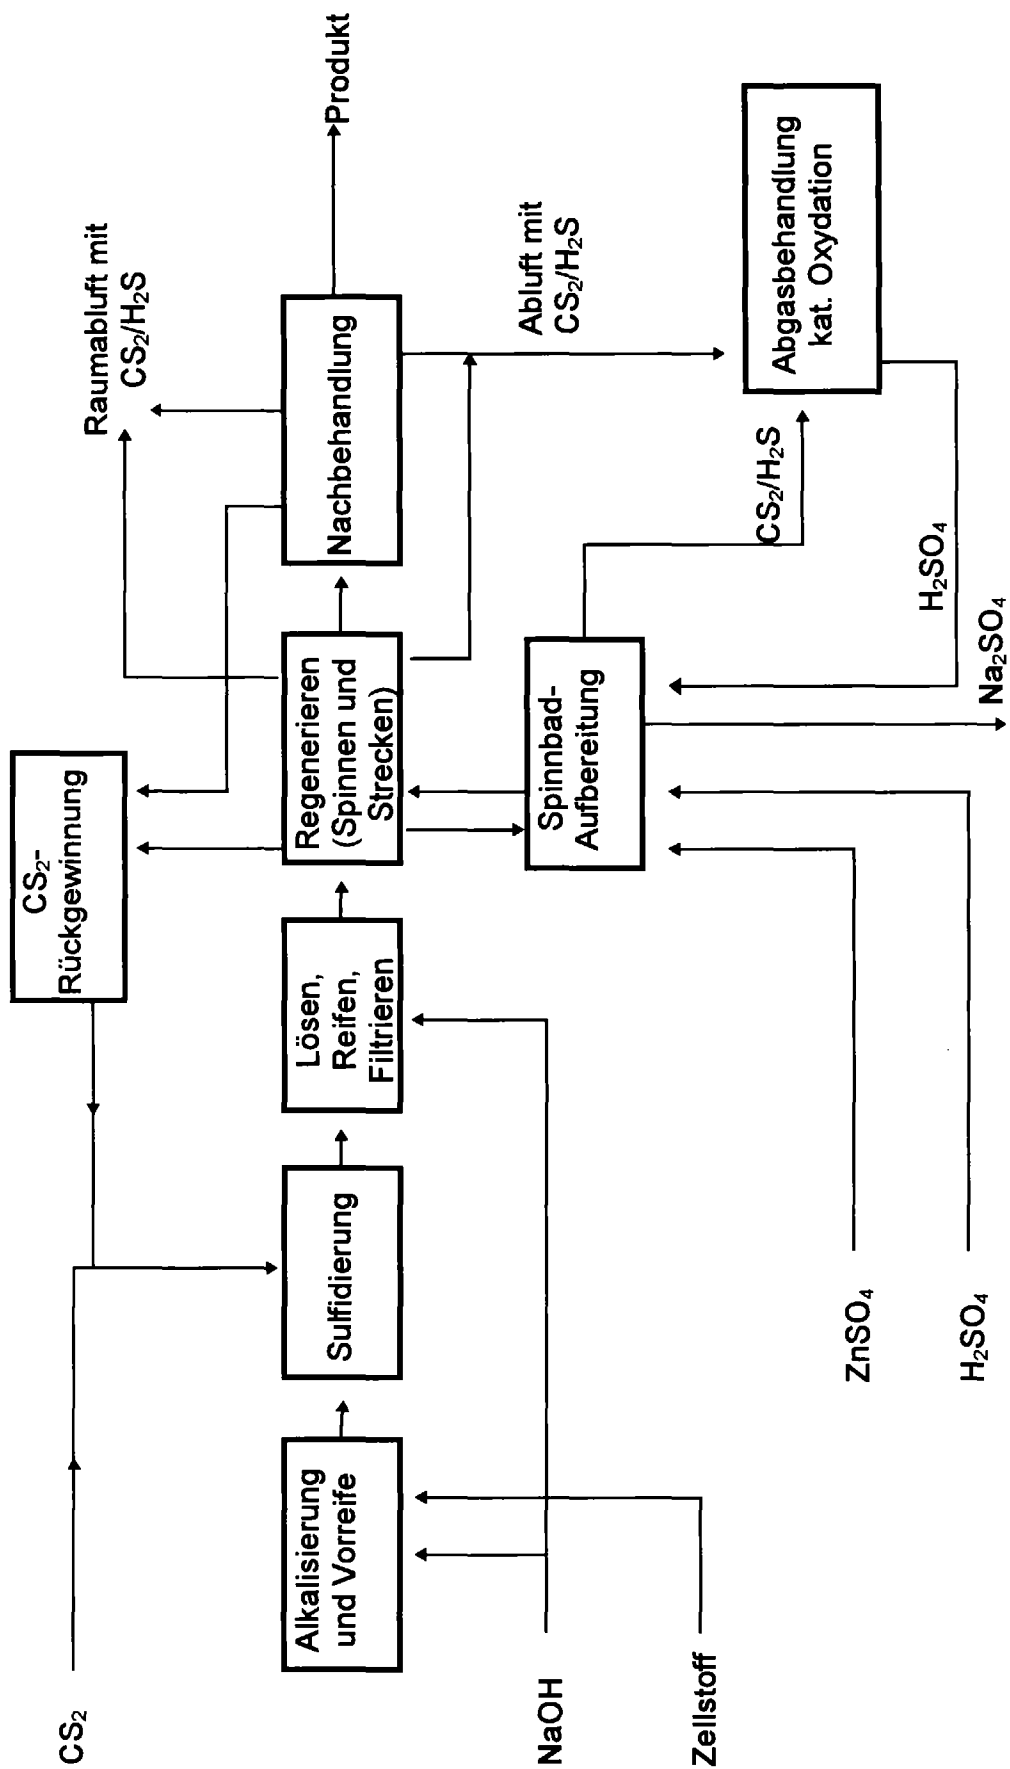 CS₂
CS₂-
Rückgewinnung
Raumabluft mit
CS₂/H₂S
Alkalisierung
und Vorreife
Sulfidierung
Lösen,
Reifen,
Filtrieren
Regenerieren
(Spinnen und
Strecken)
Nachbehandlung
Produkt
NaOH
Zellstoff
Spinnbad-
Aufbereitung
Abluft mit
CS₂/H₂S
CS₂/H₂S
Abgasbehandlung
kat. Oxydation
ZnSO₄
H₂SO₄
H₂SO₄
Na₂SO₄